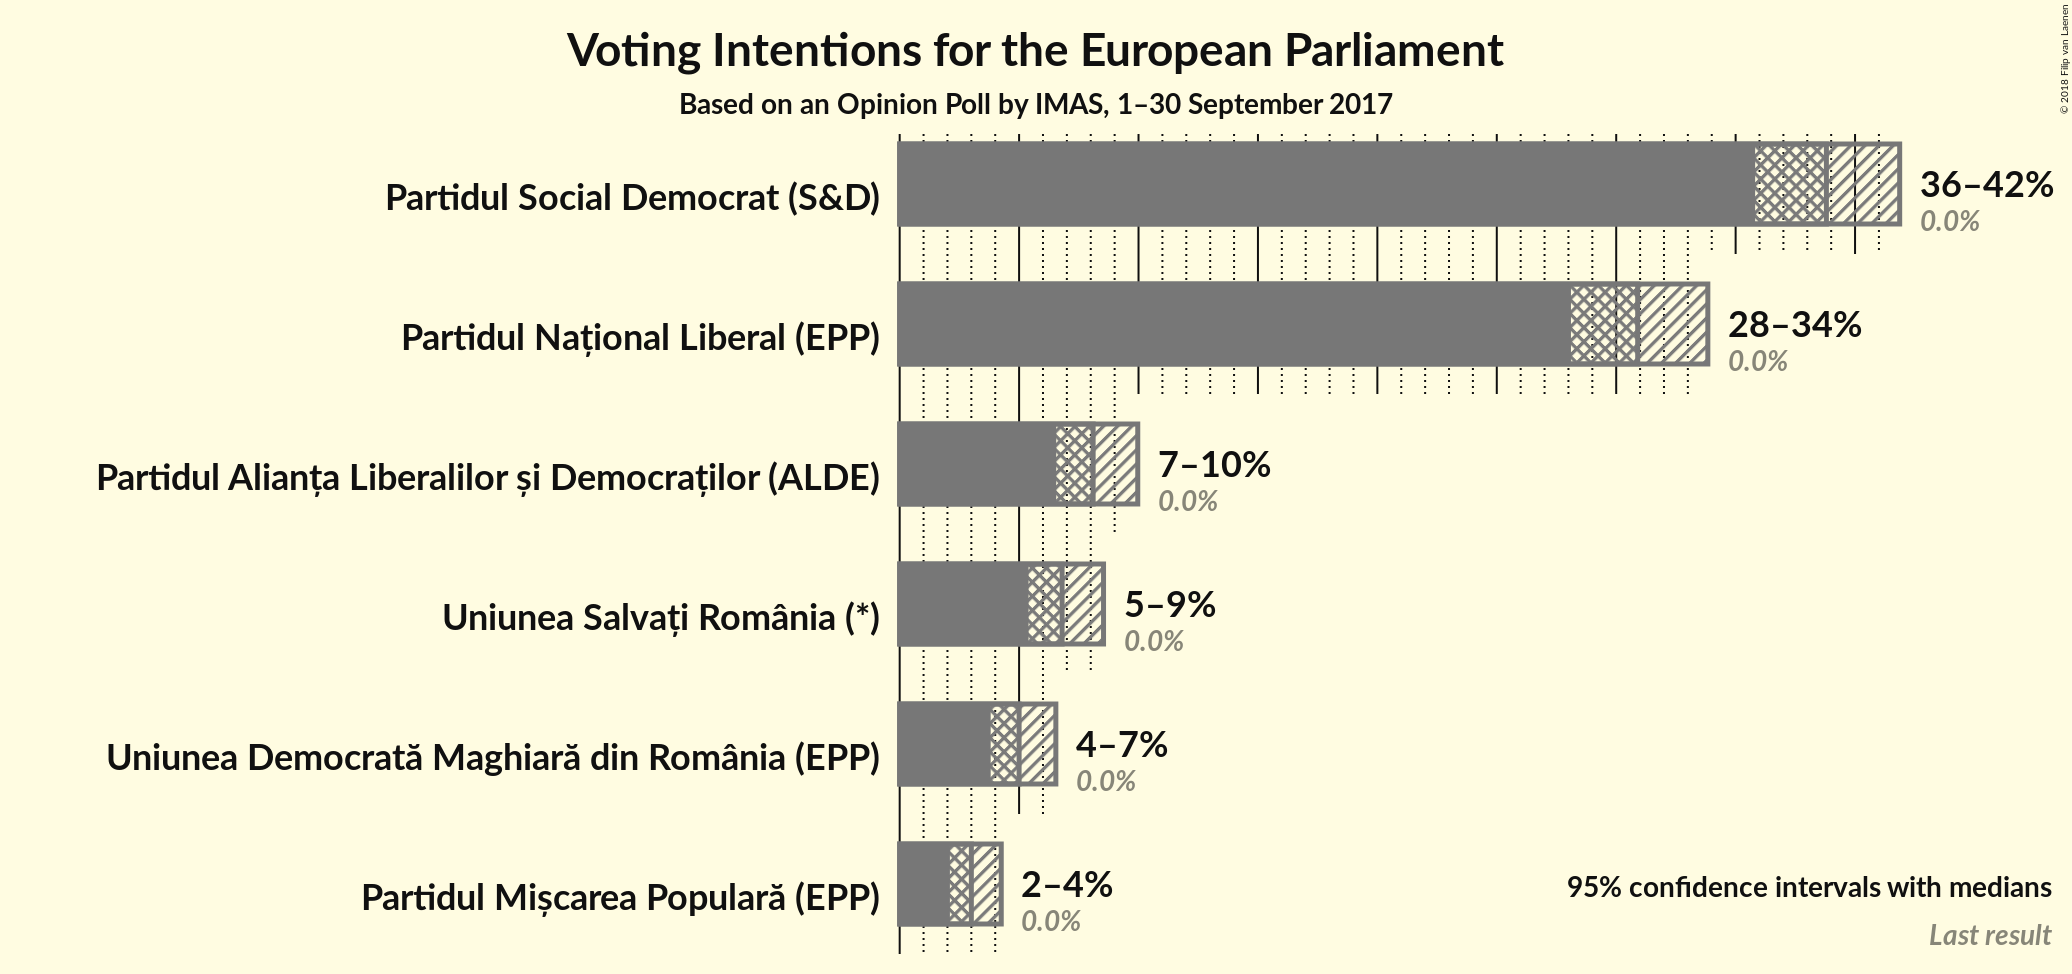 Voting Intentions for the European Parliament
Based on an Opinion Poll by IMAS, 1–30 September 2017
© 2018 Filip van Laenen
Partidul Social Democrat (S&D)
36–42%
0.0%
Partidul Național Liberal (EPP)
28–34%
0.0%
Partidul Alianța Liberalilor și Democraților (ALDE)
7–10%
0.0%
Uniunea Salvați România (*)
5–9%
0.0%
Uniunea Democrată Maghiară din România (EPP)
4–7%
0.0%
Partidul Mișcarea Populară (EPP)
2–4%
0.0%
95% confidence intervals with medians
Last result